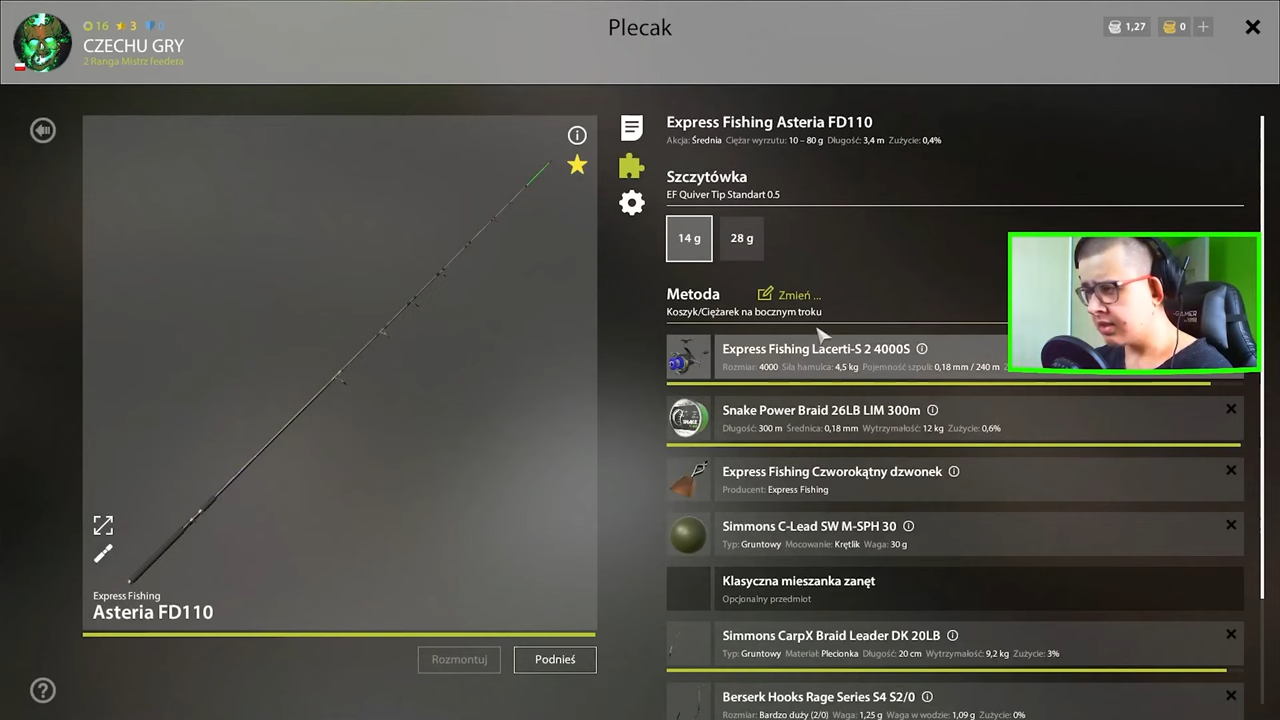 16 3 0
CZECHU GRY
2 Ranga Mistrz feedera
Plecak
1,27
0
Express Fishing
Asteria FD110
Rozmontuj
Podnieś
Express Fishing Asteria FD110
Akcja: Średnia Ciężar wyrzutu: 10 – 80 g Długość: 3,4 m Zużycie: 0,4%
Szczytówka
EF Quiver Tip Standart 0.5
14 g
28 g
Metoda
Zmień ...
Koszyk/Ciężarek na bocznym troku
Express Fishing Lacerti-S 2 4000S
Rozmiar: 4000 Siła hamulca: 4,5 kg Pojemność szpuli: 0,18 mm / 240 m
Snake Power Braid 26LB LIM 300m
Długość: 300 m Średnica: 0,18 mm Wytrzymałość: 12 kg Zużycie: 0,6%
Express Fishing Czworokątny dzwonek
Producent: Express Fishing
Simmons C-Lead SW M-SPH 30
Typ: Gruntowy Mocowanie: Krętlik Waga: 30 g
Klasyczna mieszanka zanęt
Opcjonalny przedmiot
Simmons CarpX Braid Leader DK 20LB
Typ: Gruntowy Materiał: Plecionka Długość: 20 cm Wytrzymałość: 9,2 kg Zużycie: 3%
Berserk Hooks Rage Series S4 S2/0
Rozmiar: Bardzo duży (2/0) Waga: 1,25 g Waga w wodzie: 1,09 g Zużycie: 0%